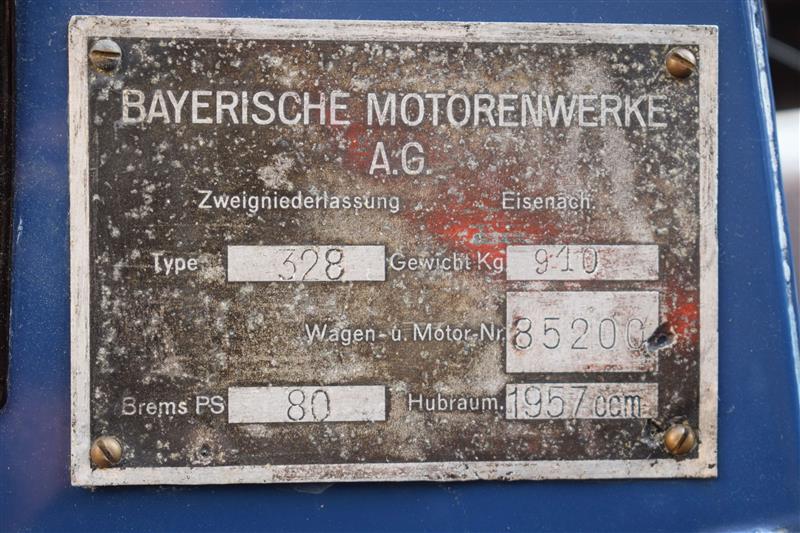 BAYERISCHE MOTORENWERKE
A.G.
Zweigniederlassung Eisenach.
Type 328 Gewicht Kg 910
Wagen- u. Motor-Nr. 85200
Brems PS 80 Hubraum. 1957 ccm